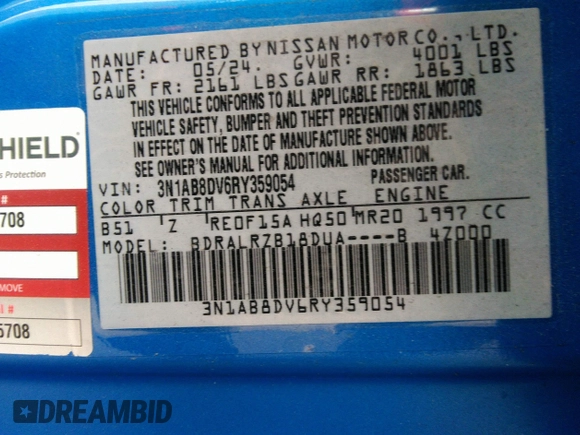 MANUFACTURED BY NISSAN MOTOR CO., LTD.
DATE: 05/24. GVWR: 4001 LBS
GAWR FR: 2161 LBS GAWR RR: 1863 LBS
THIS VEHICLE CONFORMS TO ALL APPLICABLE FEDERAL MOTOR
VEHICLE SAFETY, BUMPER AND THEFT PREVENTION STANDARDS
IN EFFECT ON THE DATE OF MANUFACTURE SHOWN ABOVE.
SEE OWNER'S MANUAL FOR ADDITIONAL INFORMATION.
VIN: 3N1AB8DV6RY359054 PASSENGER CAR.
COLOR TRIM TRANS AXLE ENGINE
B51 Z RE0F15A HQ50 MR20 1997 CC
MODEL: BDRALRZB18DUA----B 4Z000
3N1AB8DV6RY359054
HIELD
s Protection
#
708
REMOVE
l #
5708
DREAMBID